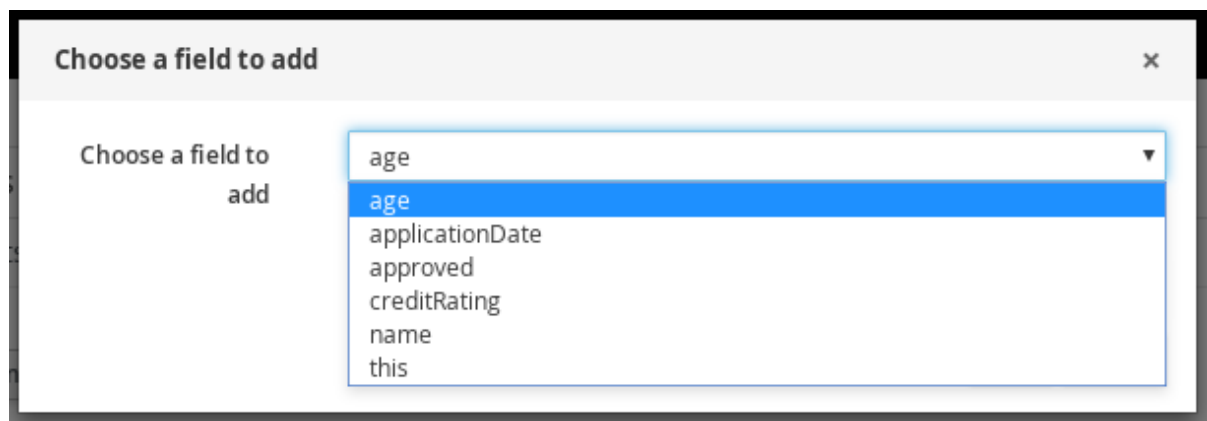 Choose a field to add ×
Choose a field to
add
age ▼
age
applicationDate
approved
creditRating
name
this